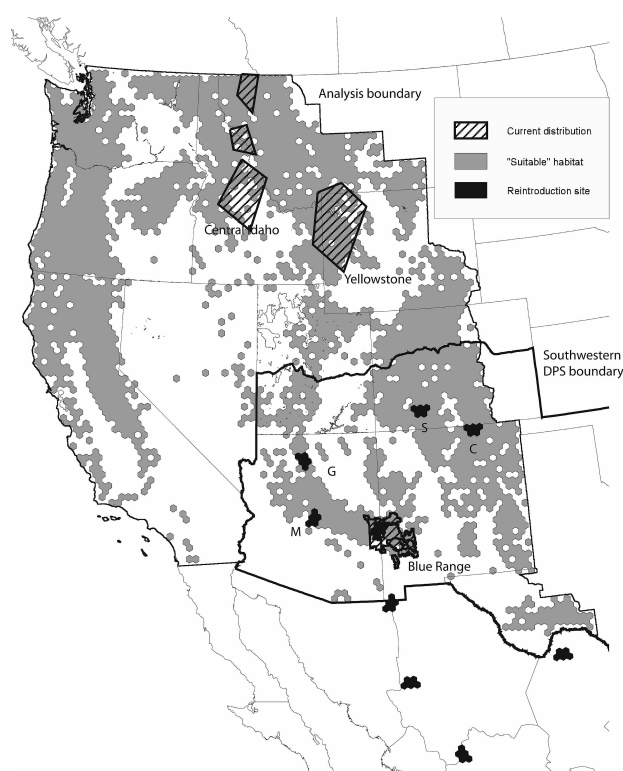 Analysis boundary
Current distribution
"Suitable" habitat
Reintroduction site
Central Idaho
Yellowstone
Southwestern
DPS boundary
S
C
G
M
Blue Range